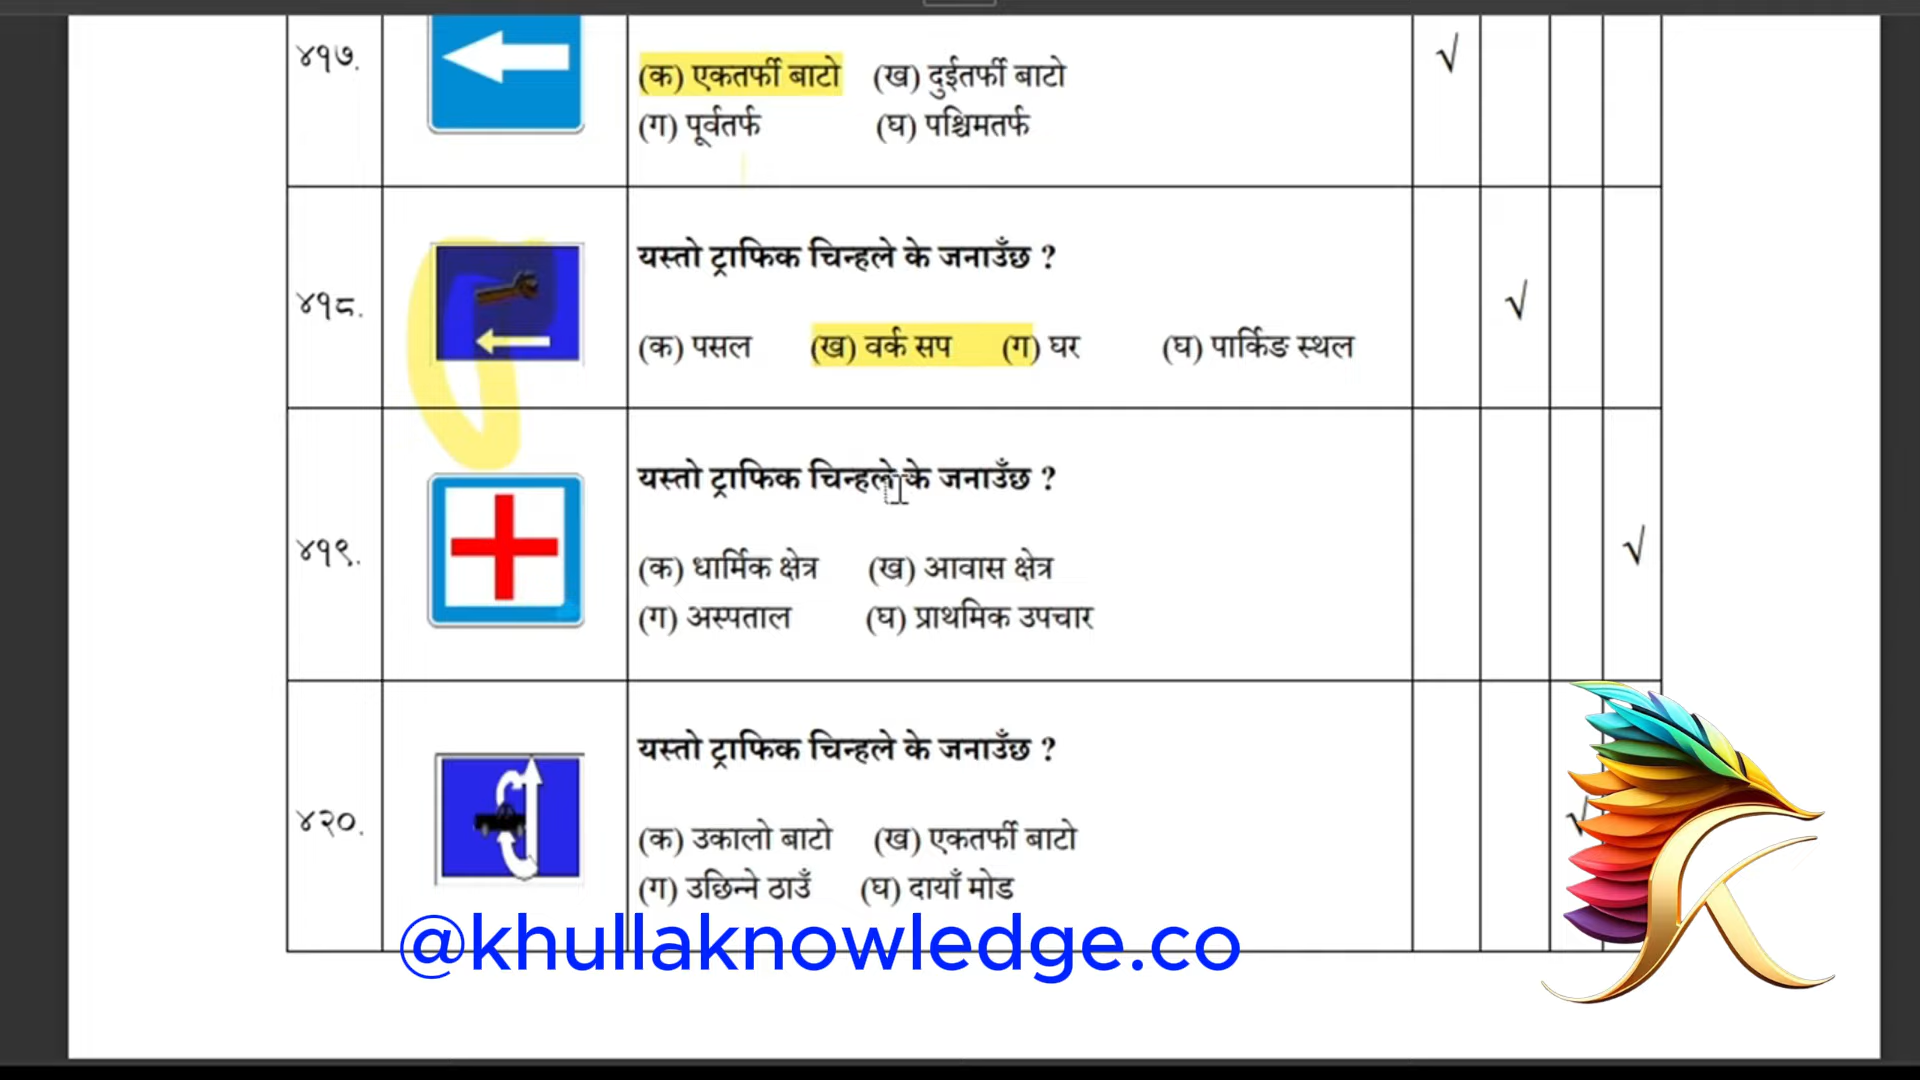 ४१७.
(क) एकतर्फी बाटो (ख) दुईतर्फी बाटो
(ग) पूर्वतर्फ (घ) पश्चिमतर्फ
√
४१८.
यस्तो ट्राफिक चिन्हले के जनाउँछ ?
(क) पसल (ख) वर्क सप (ग) घर (घ) पार्किङ स्थल
√
४१९.
यस्तो ट्राफिक चिन्हले के जनाउँछ ?
(क) धार्मिक क्षेत्र (ख) आवास क्षेत्र
(ग) अस्पताल (घ) प्राथमिक उपचार
√
४२०.
यस्तो ट्राफिक चिन्हले के जनाउँछ ?
(क) उकालो बाटो (ख) एकतर्फी बाटो
(ग) उछिन्ने ठाउँ (घ) दायाँ मोड
√
@khullaknowledge.co
K